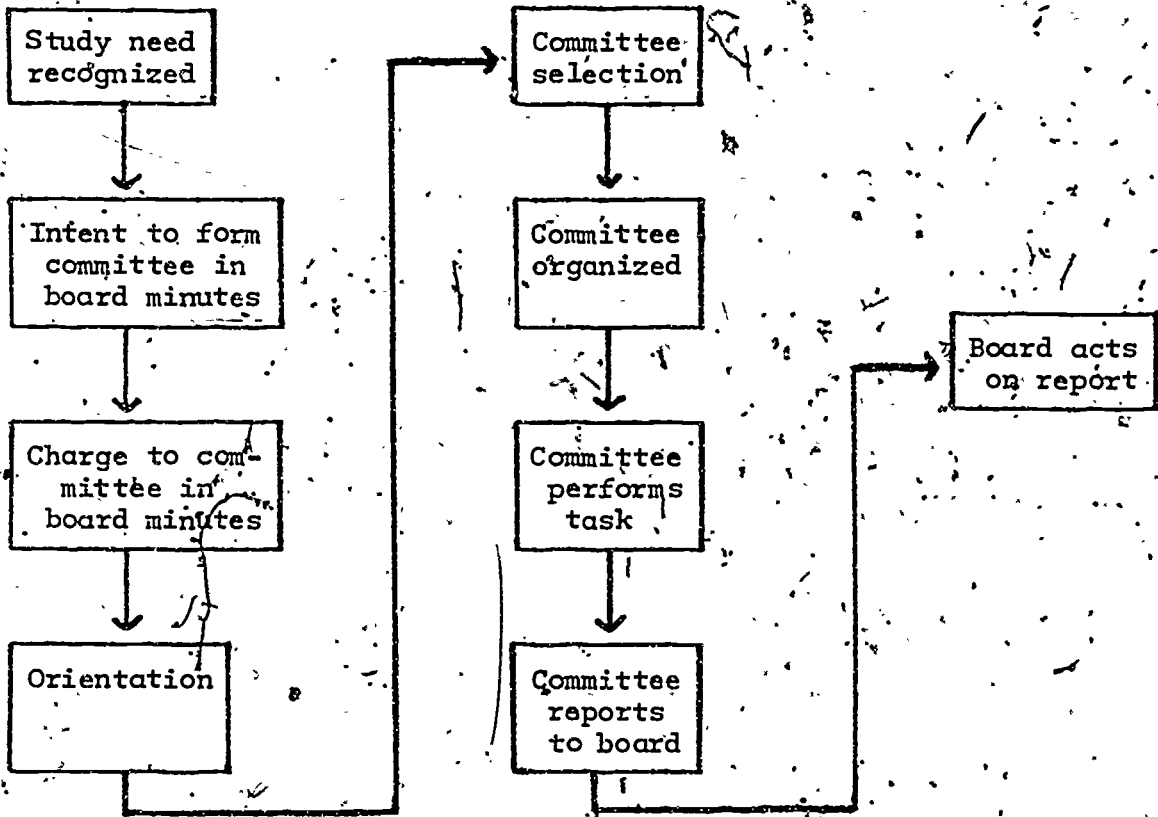 Study need
recognized
Intent to form
committee in
board minutes
Charge to com-
mittee in
board minutes
Orientation
Committee
selection
Committee
organized
Committee
performs
task
Committee
reports
to board
Board acts
on report